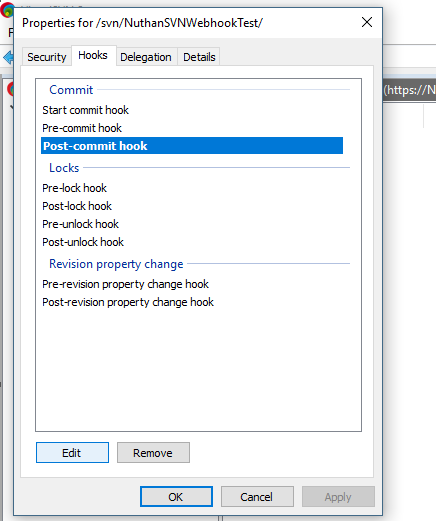 Properties for /svn/NuthanSVNWebhookTest/
Security Hooks Delegation Details
Commit
Start commit hook
Pre-commit hook
Post-commit hook
Locks
Pre-lock hook
Post-lock hook
Pre-unlock hook
Post-unlock hook
Revision property change
Pre-revision property change hook
Post-revision property change hook
Edit Remove
OK Cancel Apply
(https://N